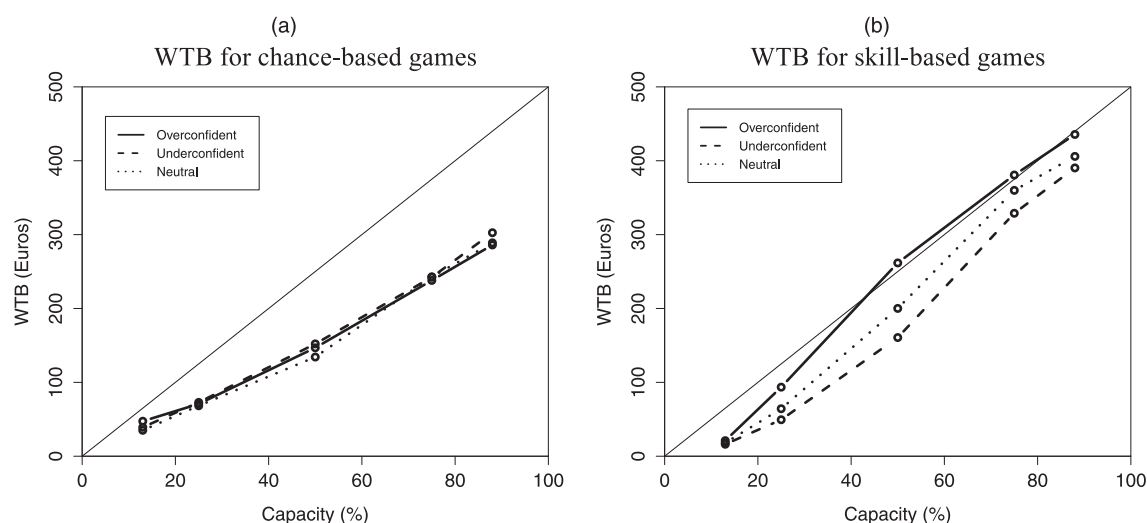 (a)
WTB for chance-based games
500
400
300
200
100
0
WTB (Euros)
Overconfident
Underconfident
Neutral
0 20 40 60 80 100
Capacity (%)
(b)
WTB for skill-based games
500
400
300
200
100
0
WTB (Euros)
Overconfident
Underconfident
Neutral
0 20 40 60 80 100
Capacity (%)